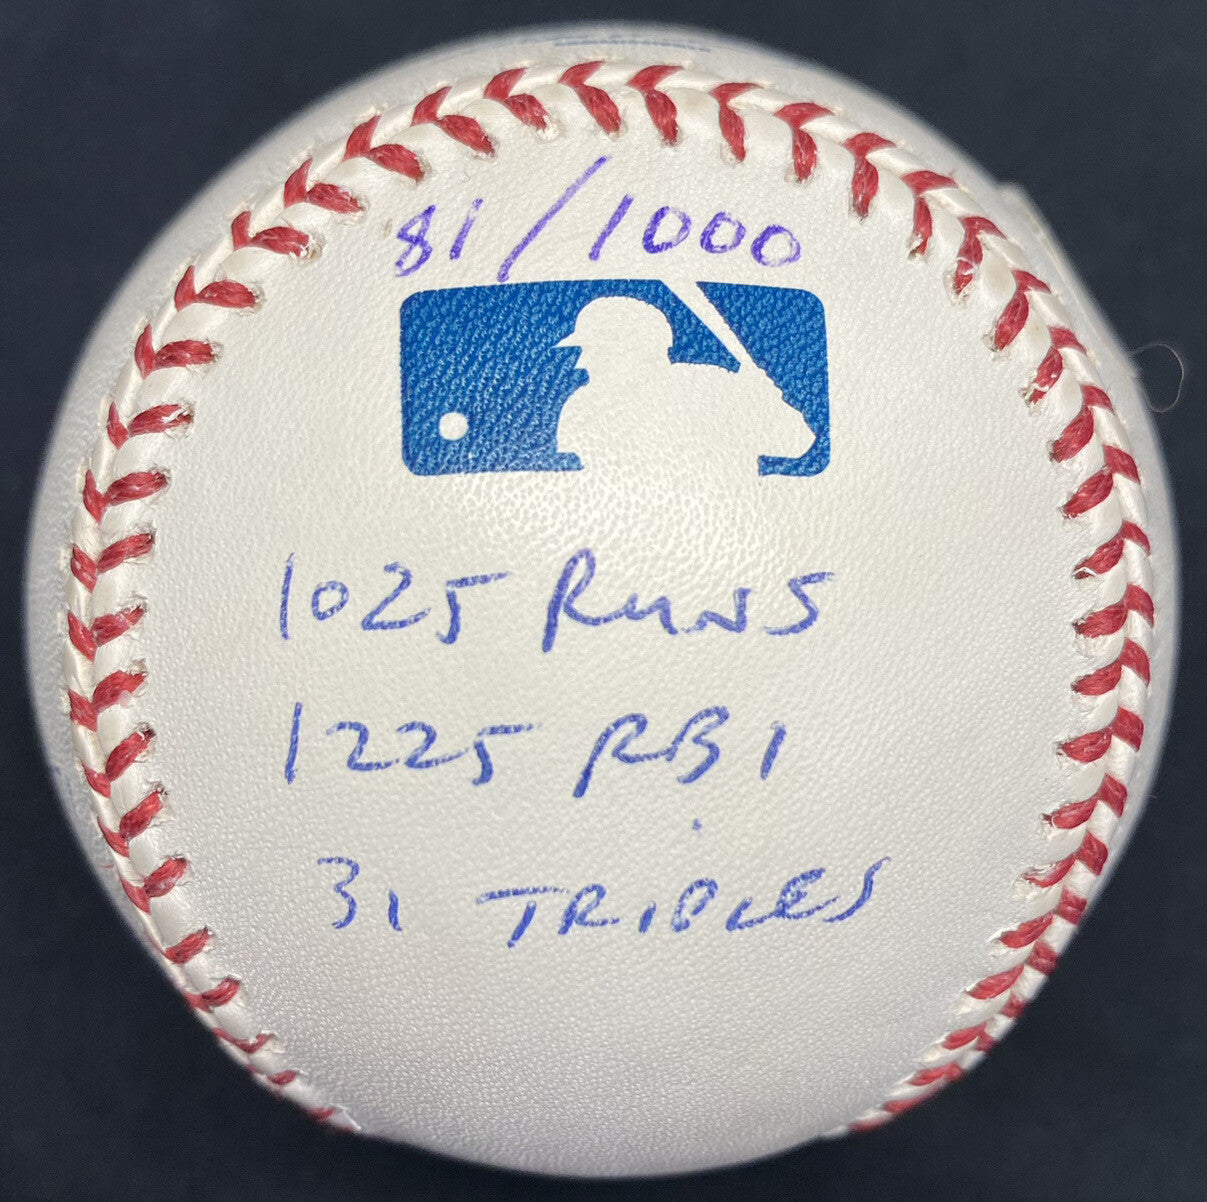 81/1000
1025 RUNS
1225 RBI
31 TRIPLES